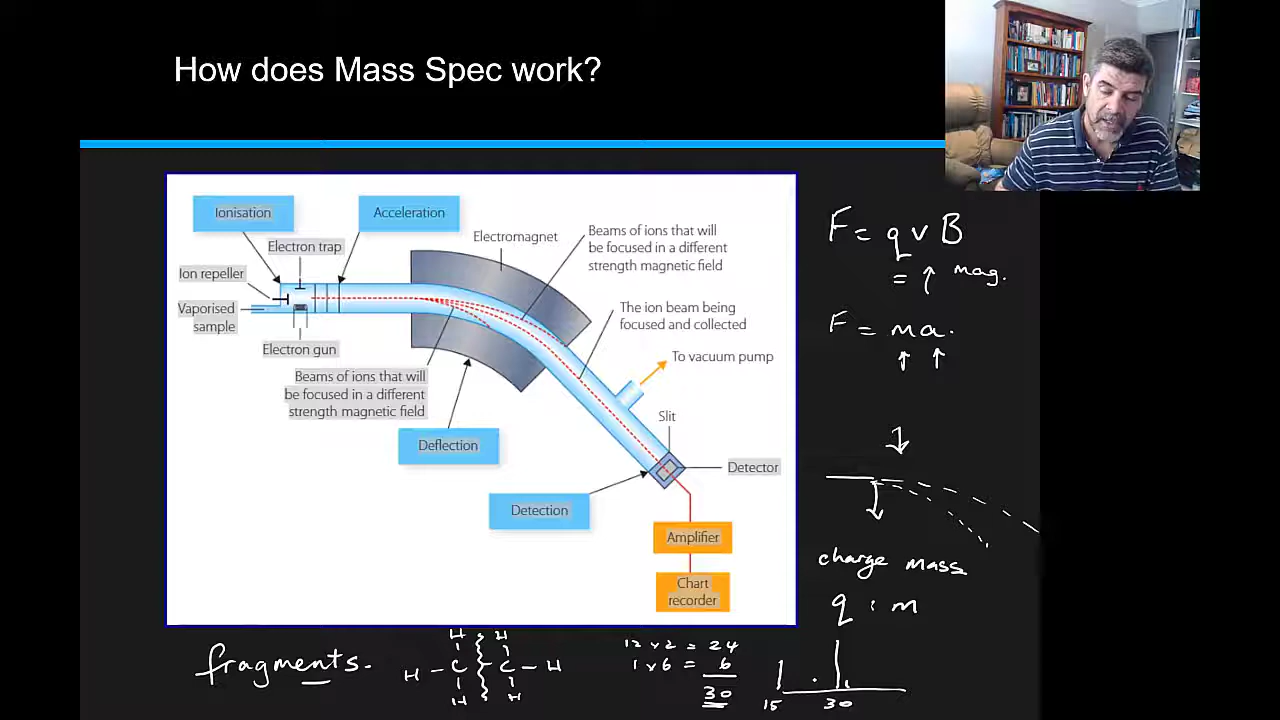 How does Mass Spec work?
Ionisation
Acceleration
Electron trap
Electromagnet
Beams of ions that will
be focused in a different
strength magnetic field
Ion repeller
Vaporised
sample
Electron gun
The ion beam being
focused and collected
To vacuum pump
Beams of ions that will
be focused in a different
strength magnetic field
Deflection
Slit
Detector
Detection
Amplifier
Chart
recorder
F = q v B
= ↑ mag.
F = ma.
↑ ↑
charge mass
q : m
fragments.
H H
H - C - C - H
H H
12 x 2 = 24
1 x 6 = 6
30
15 30